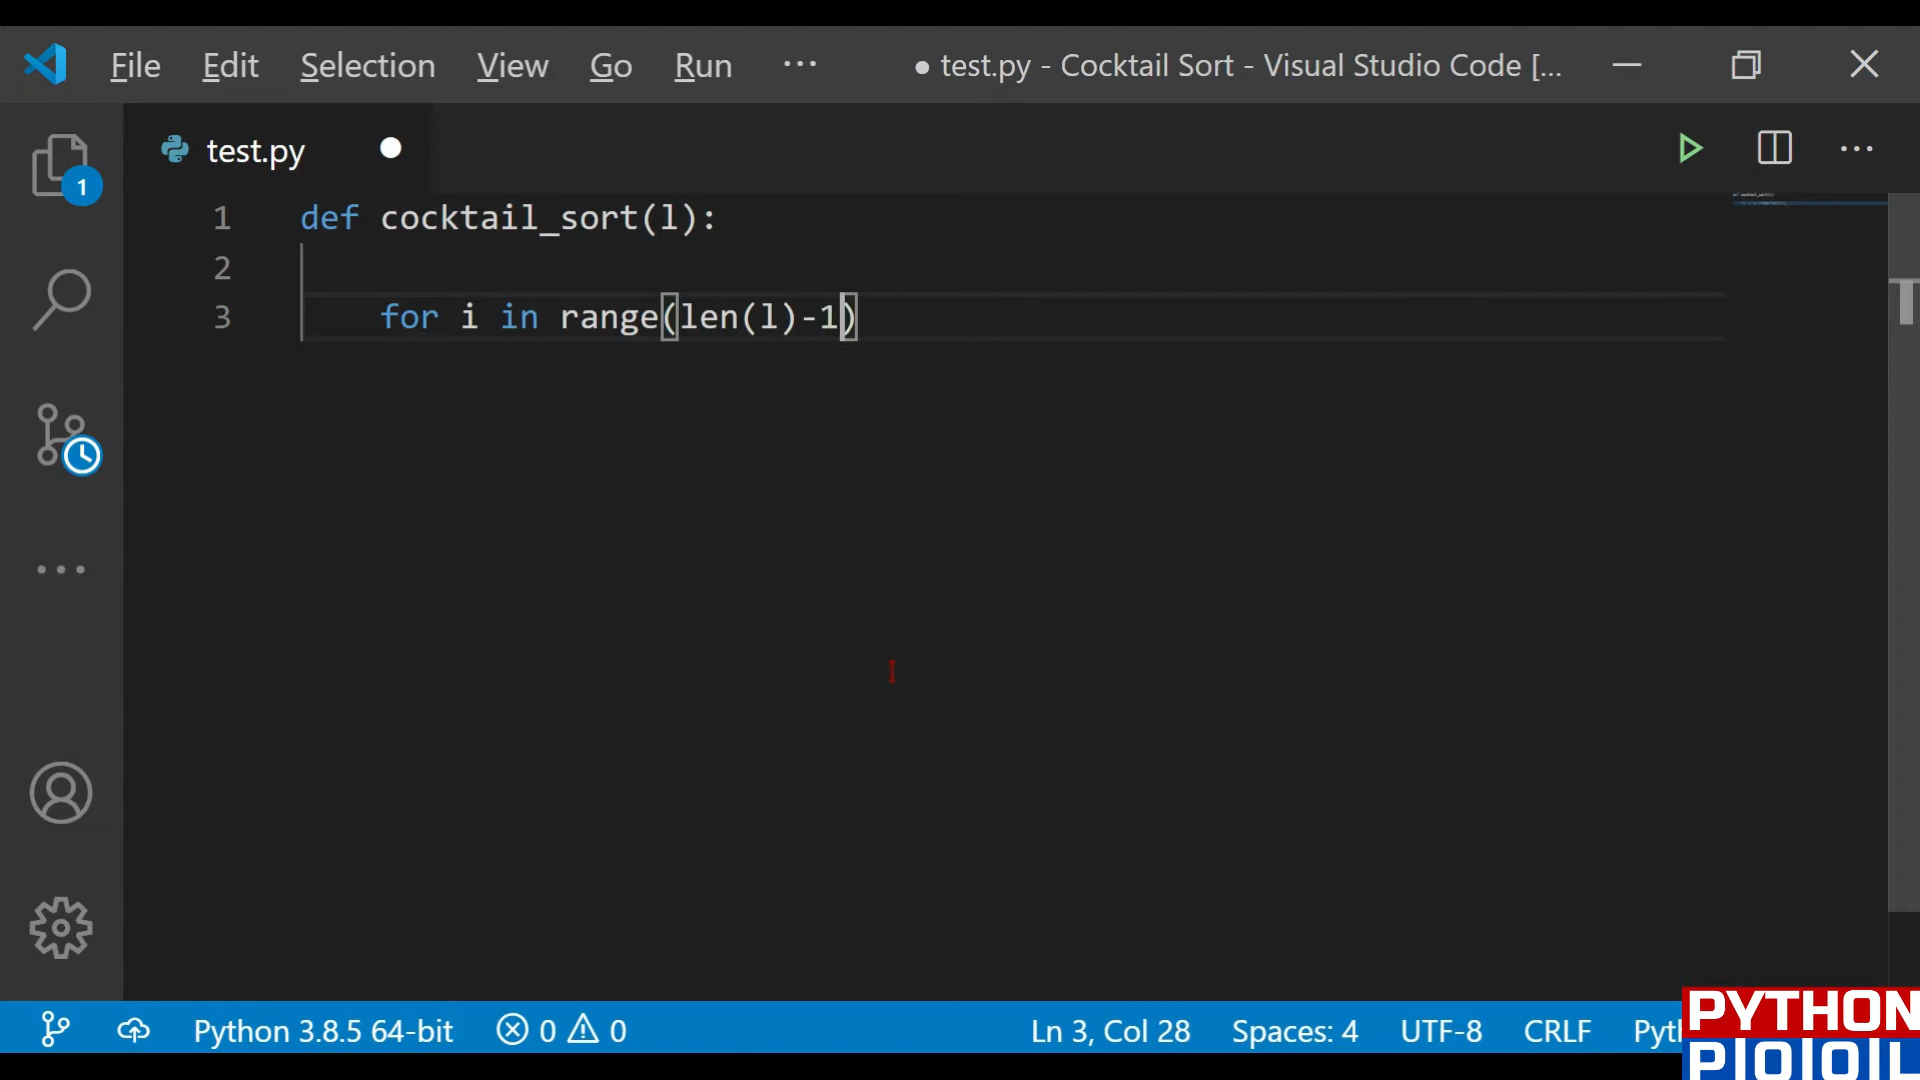 File Edit Selection View Go Run ··· ● test.py - Cocktail Sort - Visual Studio Code [...
test.py
1
1 def cocktail_sort(l):
2
3 for i in range(len(l)-1)
Python 3.8.5 64-bit 0 0 Ln 3, Col 28 Spaces: 4 UTF-8 CRLF
PYTHON
POOL